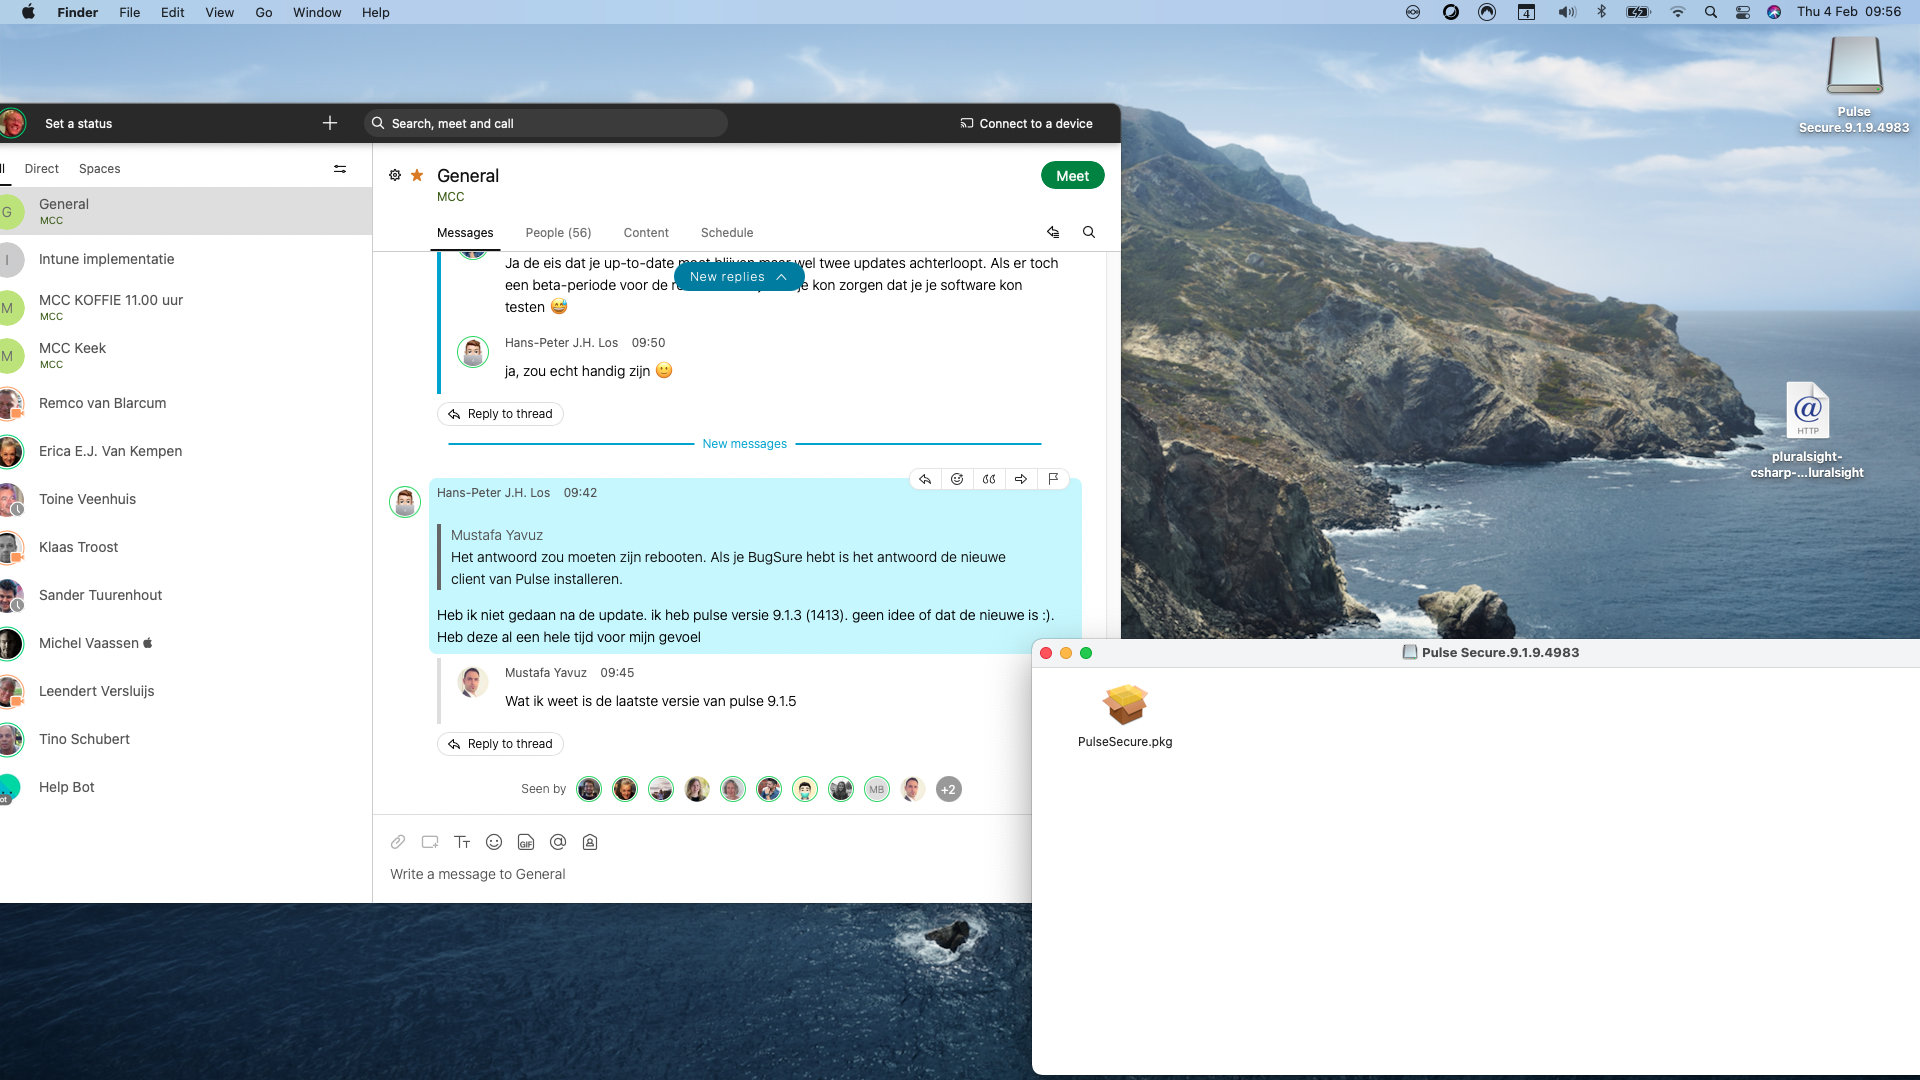 Finder File Edit View Go Window Help
4
Thu 4 Feb 09:56
Pulse
Secure.9.1.9.4983
Set a status
Search, meet and call
Connect to a device
Direct Spaces
G
General
MCC
I
Intune implementatie
M
MCC KOFFIE 11.00 uur
MCC
M
MCC Keek
MCC
Remco van Blarcum
Erica E.J. Van Kempen
Toine Veenhuis
Klaas Troost
Sander Tuurenhout
Michel Vaassen
Leendert Versluijs
Tino Schubert
Help Bot
General
MCC
Meet
Messages People (56) Content Schedule
Ja de eis dat je up-to-date moet blijven maar wel twee updates achterloopt. Als er toch
een beta-periode voor de je kon zorgen dat je je software kon
testen
New replies
Hans-Peter J.H. Los 09:50
ja, zou echt handig zijn
Reply to thread
New messages
Hans-Peter J.H. Los 09:42
Mustafa Yavuz
Het antwoord zou moeten zijn rebooten. Als je BugSure hebt is het antwoord de nieuwe
client van Pulse installeren.
Heb ik niet gedaan na de update. ik heb pulse versie 9.1.3 (1413). geen idee of dat de nieuwe is :).
Heb deze al een hele tijd voor mijn gevoel
Mustafa Yavuz 09:45
Wat ik weet is de laatste versie van pulse 9.1.5
Reply to thread
Seen by MB +2
GIF
Write a message to General
HTTP
pluralsight-
csharp-...luralsight
Pulse Secure.9.1.9.4983
PulseSecure.pkg